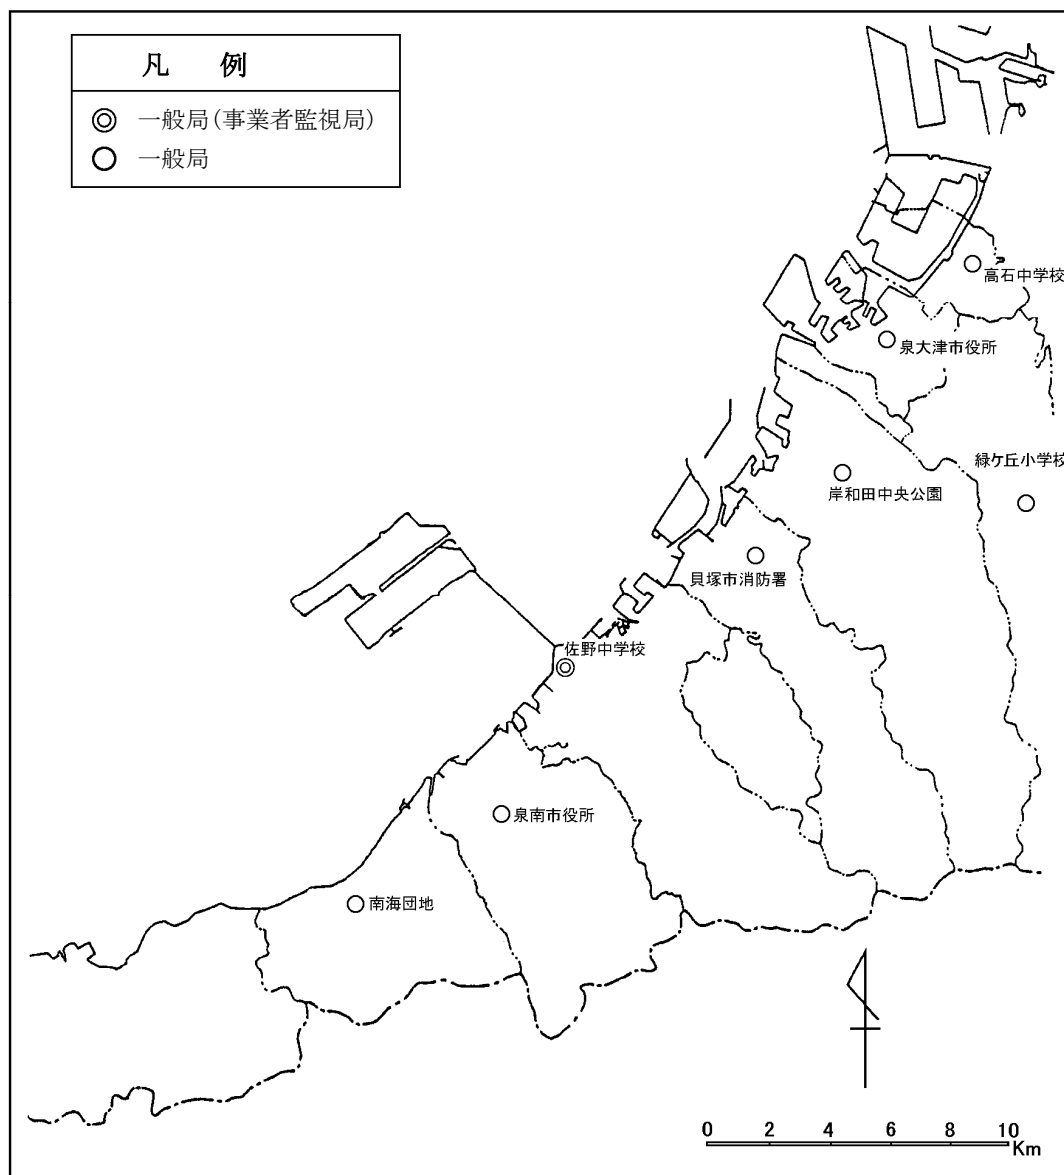 凡 例
一般局(事業者監視局)
一般局
高石中学校
泉大津市役所
緑ケ丘小学校
岸和田中央公園
貝塚市消防署
佐野中学校
泉南市役所
南海団地
0 2 4 6 8 10
Km